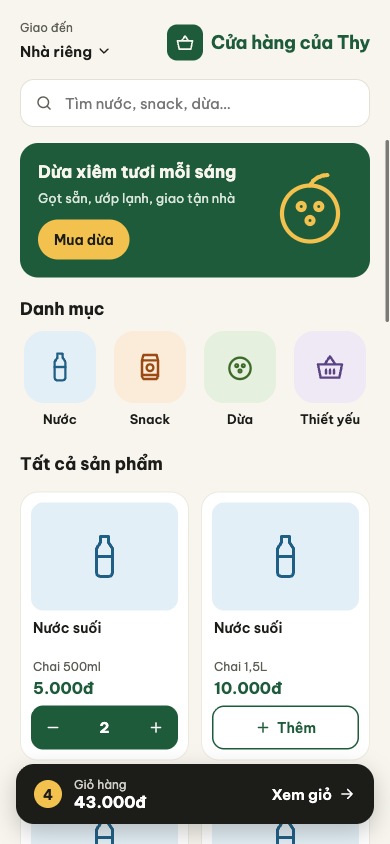 Giao đến
Nhà riêng
Cửa hàng của Thy
Tìm nước, snack, dừa...
Dừa xiêm tươi mỗi sáng
Gọt sẵn, ướp lạnh, giao tận nhà
Mua dừa
Danh mục
Nước
Snack
Dừa
Thiết yếu
Tất cả sản phẩm
Nước suối
Chai 500ml
5.000đ
− 2 +
Nước suối
Chai 1,5L
10.000đ
+ Thêm
4
Giỏ hàng
43.000đ
Xem giỏ →